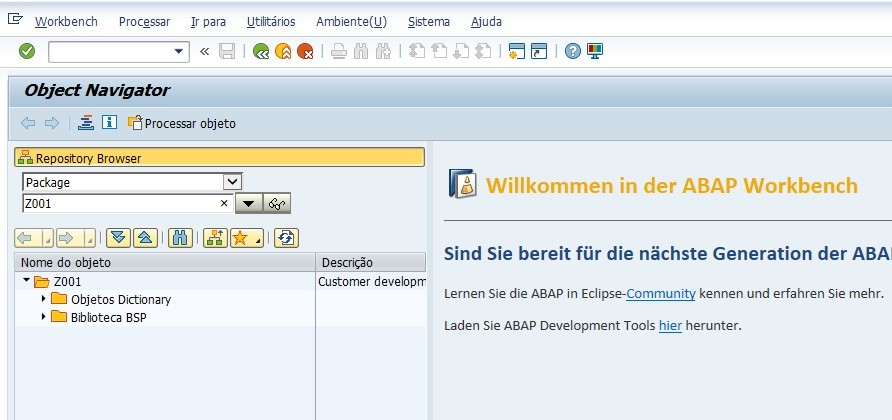 Workbench Processar Ir para Utilitários Ambiente(U) Sistema Ajuda
Object Navigator
Processar objeto
Repository Browser
Package
Z001
Nome do objeto Descrição
Z001 Customer developm
Objetos Dictionary
Biblioteca BSP
Willkommen in der ABAP Workbench
Sind Sie bereit für die nächste Generation der ABA
Lernen Sie die ABAP in Eclipse-Community kennen und erfahren Sie mehr.
Laden Sie ABAP Development Tools hier herunter.